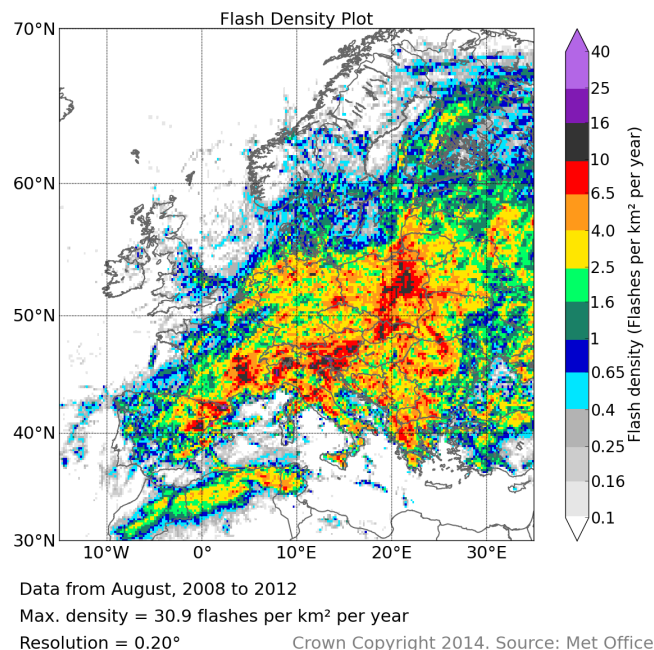 Flash Density Plot
70°N
60°N
50°N
40°N
30°N
10°W 0° 10°E 20°E 30°E
40
25
16
10
6.5
4.0
2.5
1.6
1
0.65
0.4
0.25
0.16
0.1
Flash density (Flashes per km² per year)
Data from August, 2008 to 2012
Max. density = 30.9 flashes per km² per year
Resolution = 0.20°
Crown Copyright 2014. Source: Met Office